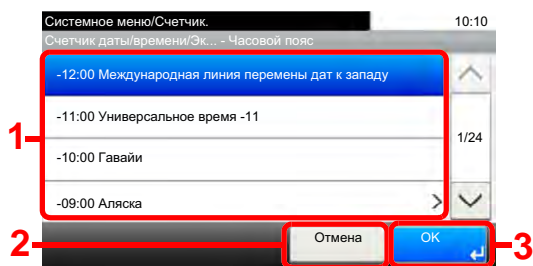 Системное меню/Счетчик. 10:10
Счетчик даты/времени/Эк... - Часовой пояс
-12:00 Международная линия перемены дат к западу
-11:00 Универсальное время -11
1
1/24
-10:00 Гавайи
-09:00 Аляска
2
Отмена
OK
3